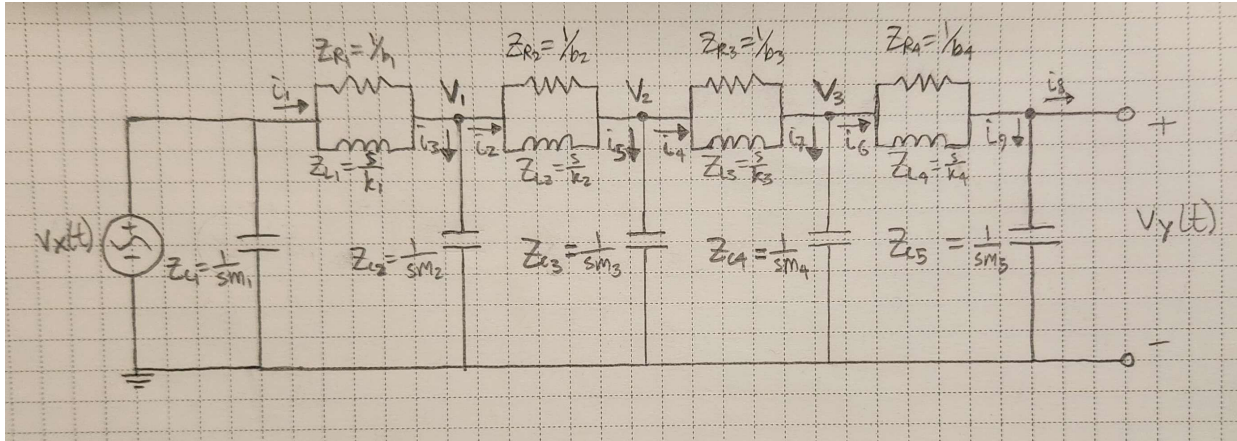 Z_R1 = 1/b1
Z_R2 = 1/b2
Z_R3 = 1/b3
Z_R4 = 1/b4
i1
V1
V2
V3
i8
i3
i2
i5
i4
i7
i6
i9
+
Z_L1 = s/k1
Z_L2 = s/k2
Z_L3 = s/k3
Z_L4 = s/k4
Vx(t)
+
-
Z_C1 = 1/sm1
Z_C2 = 1/sm2
Z_C3 = 1/sm3
Z_C4 = 1/sm4
Z_C5 = 1/sm5
Vy(t)
-